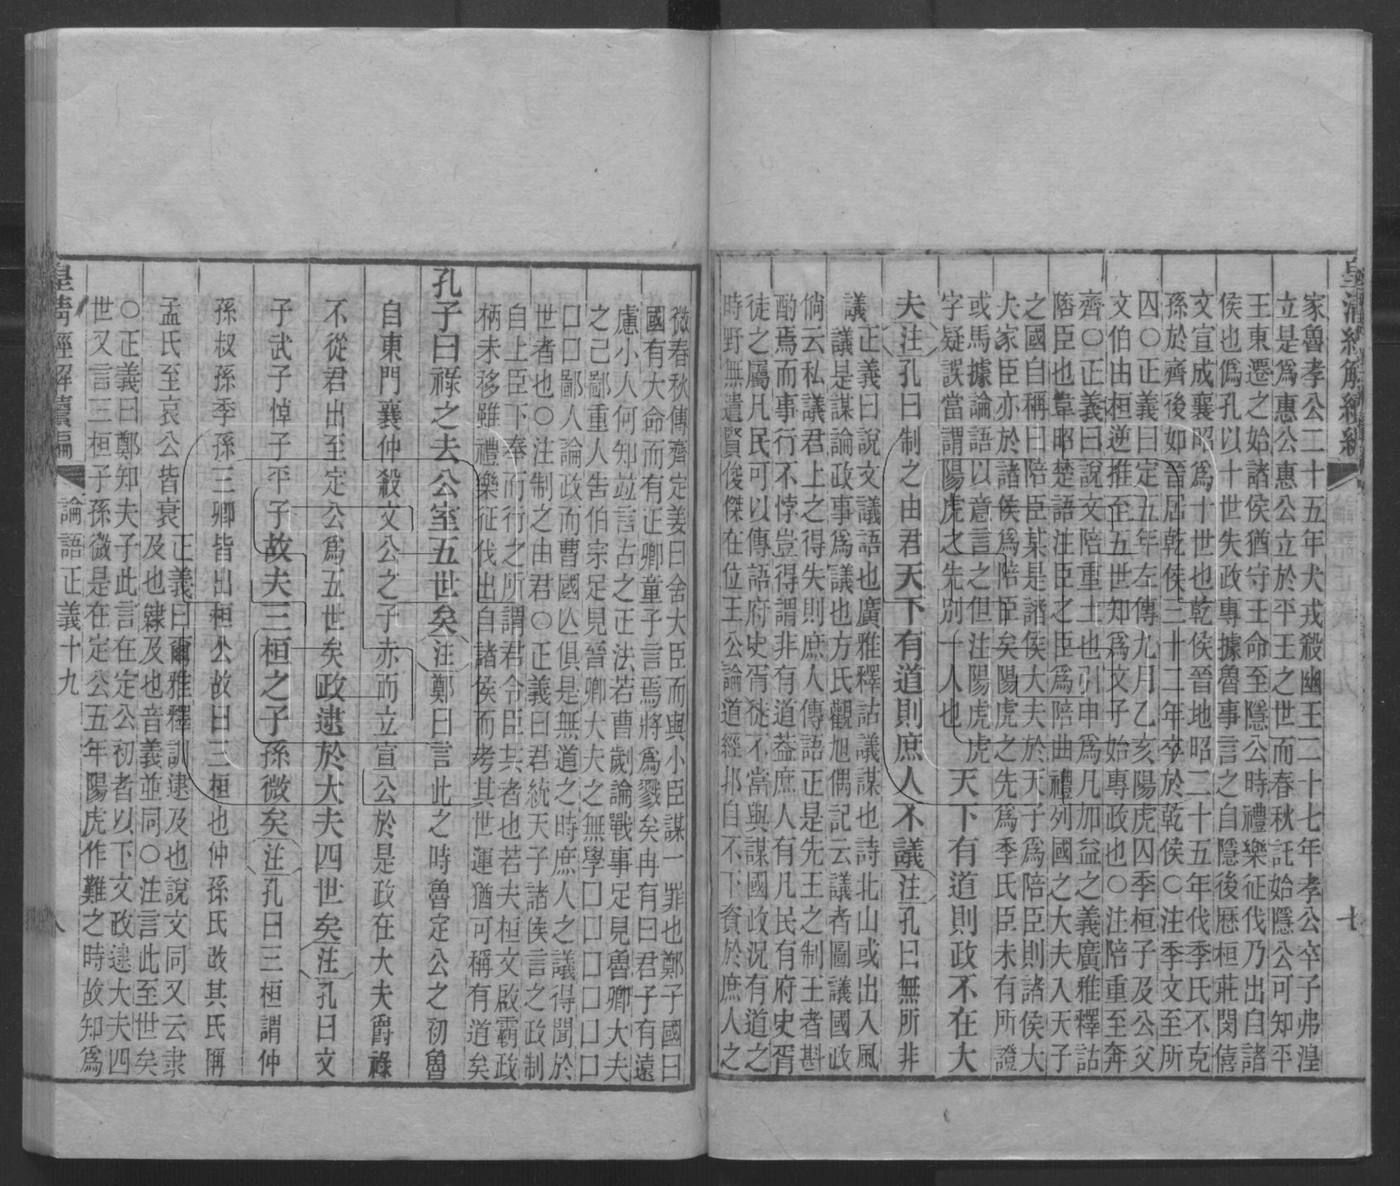 皇清經解續編
七
家魯孝公二十五年犬戎殺幽王二十七年孝公卒子弗湟
立是爲惠公惠公立於平王之世而春秋託始隱公可知平
王東遷之始諸侯猶守王命至隱公時禮樂征伐乃出自諸
侯也僞孔以十世失政專據魯事言之自隱後歷桓莊閔僖
文宣成襄昭爲十世也乾侯晉地昭二十五年伐季氏不克
孫於齊後如晉居乾侯三十二年卒於乾侯○注季文至所
囚○正義曰定五年左傳九月乙亥陽虎囚季桓子及公父
文伯由桓逆推至五世知爲文子始專政也○注陪重至奔
齊○正義曰說文陪重土也引申爲凡加益之義廣雅釋詁
陪臣也韋昭楚語注臣之臣爲陪曲禮列國之大夫入天子
之國自稱曰陪臣某是諸侯大夫於天子爲陪臣則諸侯大
夫家臣亦於諸侯爲陪臣矣陽虎之先爲季氏臣未有所證
或馬據論語以意言之但注陽虎虎
字疑誤當謂陽虎之先別一人也天下有道則政不在大
夫注孔曰制之由君天下有道則庶人不議注孔曰無所非
議正義曰說文議語也廣雅釋詁議謀也詩北山或出入風
議議是謀論政事爲議也方氏觀旭偶記云議者圖議國政
倘云私議君上之得失則庶人傳語正是先王之制王者斟
酌焉而事行不悖豈得謂非有道葢庶人有凡民有府史胥
徒之屬凡民可以傳語府史胥徒不當與謀國政況有道之
時野無遺賢俊傑在位王公論道經邦自不下資於庶人之
微春秋傳齊定姜曰舍大臣而與小臣謀一罪也鄭子國曰
國有大命而有正卿童子言焉將爲戮矣冉有曰君子有遠
慮小人何知竝言古之正法若曹劌論戰事足見魯卿大夫
之己鄙重人告伯宗足見晉卿大夫之無學口口口口口口
口口鄙人論政而曹國亾俱是無道之時庶人之議得聞於
世者也○注制之由君○正義曰君統天子諸侯言之政制
自上臣下奉而行之所謂君令臣共者也若夫桓文啟霸政
柄未移雖禮樂征伐出自諸侯而考其世運猶可稱有道矣
孔子曰祿之去公室五世矣注鄭曰言此之時魯定公之初魯
自東門襄仲殺文公之子赤而立宣公於是政在大夫爵祿
不從君出至定公爲五世矣政逮於大夫四世矣注孔曰文
子武子悼子平子故夫三桓之子孫微矣注孔曰三桓謂仲
孫叔孫季孫三卿皆出桓公故曰三桓也仲孫氏改其氏稱
孟氏至哀公皆衰正義曰爾雅釋訓逮及也說文同又云隶
及也隸及也音義並同○注言此至世矣
○正義曰鄭知夫子此言在定公初者以下文政逮大夫四
世又言三桓子孫微是在定公五年陽虎作難之時故知爲
皇清經解續編
論語正義十九
八